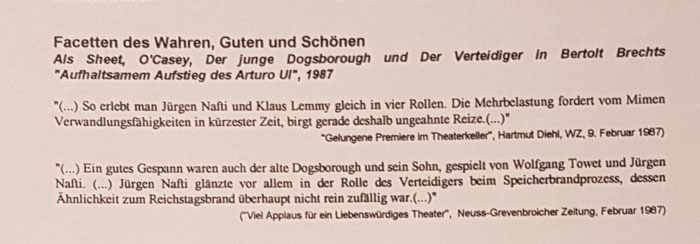 Facetten des Wahren, Guten und Schönen
Als Sheet, O'Casey, Der junge Dogsborough und Der Verteidiger in Bertolt Brechts
"Aufhaltsamem Aufstieg des Arturo UI", 1987
"(...) So erlebt man Jürgen Nafti und Klaus Lemmy gleich in vier Rollen. Die Mehrbelastung fordert vom Mimen
Verwandlungsfähigkeiten in kürzester Zeit, birgt gerade deshalb ungeahnte Reize.(...)"
"Gelungene Premiere im Theaterkeller", Hartmut Diehl, WZ, 9. Februar 1987)
"(...) Ein gutes Gespann waren auch der alte Dogsborough und sein Sohn, gespielt von Wolfgang Towet und Jürgen
Nafti. (...) Jürgen Nafti glänzte vor allem in der Rolle des Verteidigers beim Speicherbrandprozess, dessen
Ähnlichkeit zum Reichstagsbrand überhaupt nicht rein zufällig war.(...)"
("Viel Applaus für ein Liebenswürdiges Theater", Neuss-Grevenbroicher Zeitung, Februar 1987)